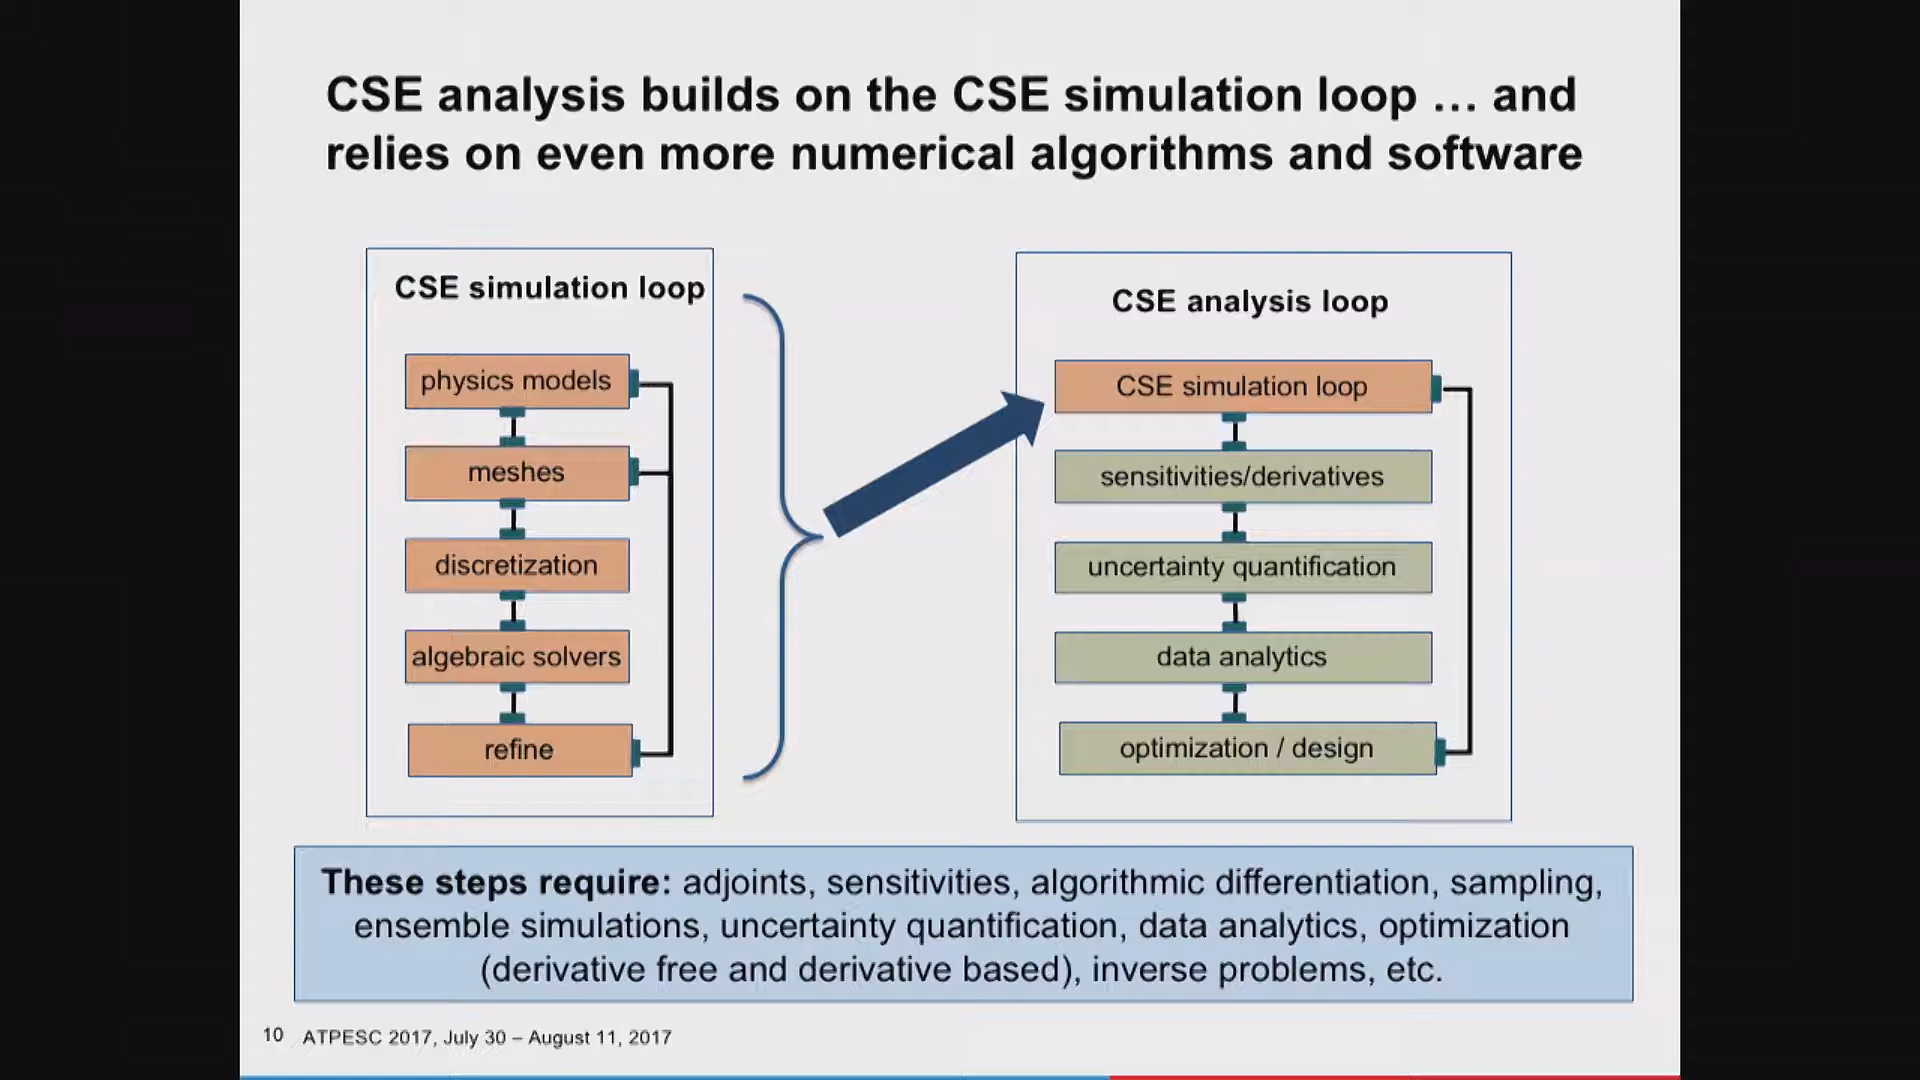 CSE analysis builds on the CSE simulation loop … and
relies on even more numerical algorithms and software
CSE simulation loop
physics models
meshes
discretization
algebraic solvers
refine
CSE analysis loop
CSE simulation loop
sensitivities/derivatives
uncertainty quantification
data analytics
optimization / design
These steps require: adjoints, sensitivities, algorithmic differentiation, sampling,
ensemble simulations, uncertainty quantification, data analytics, optimization
(derivative free and derivative based), inverse problems, etc.
10 ATPESC 2017, July 30 – August 11, 2017